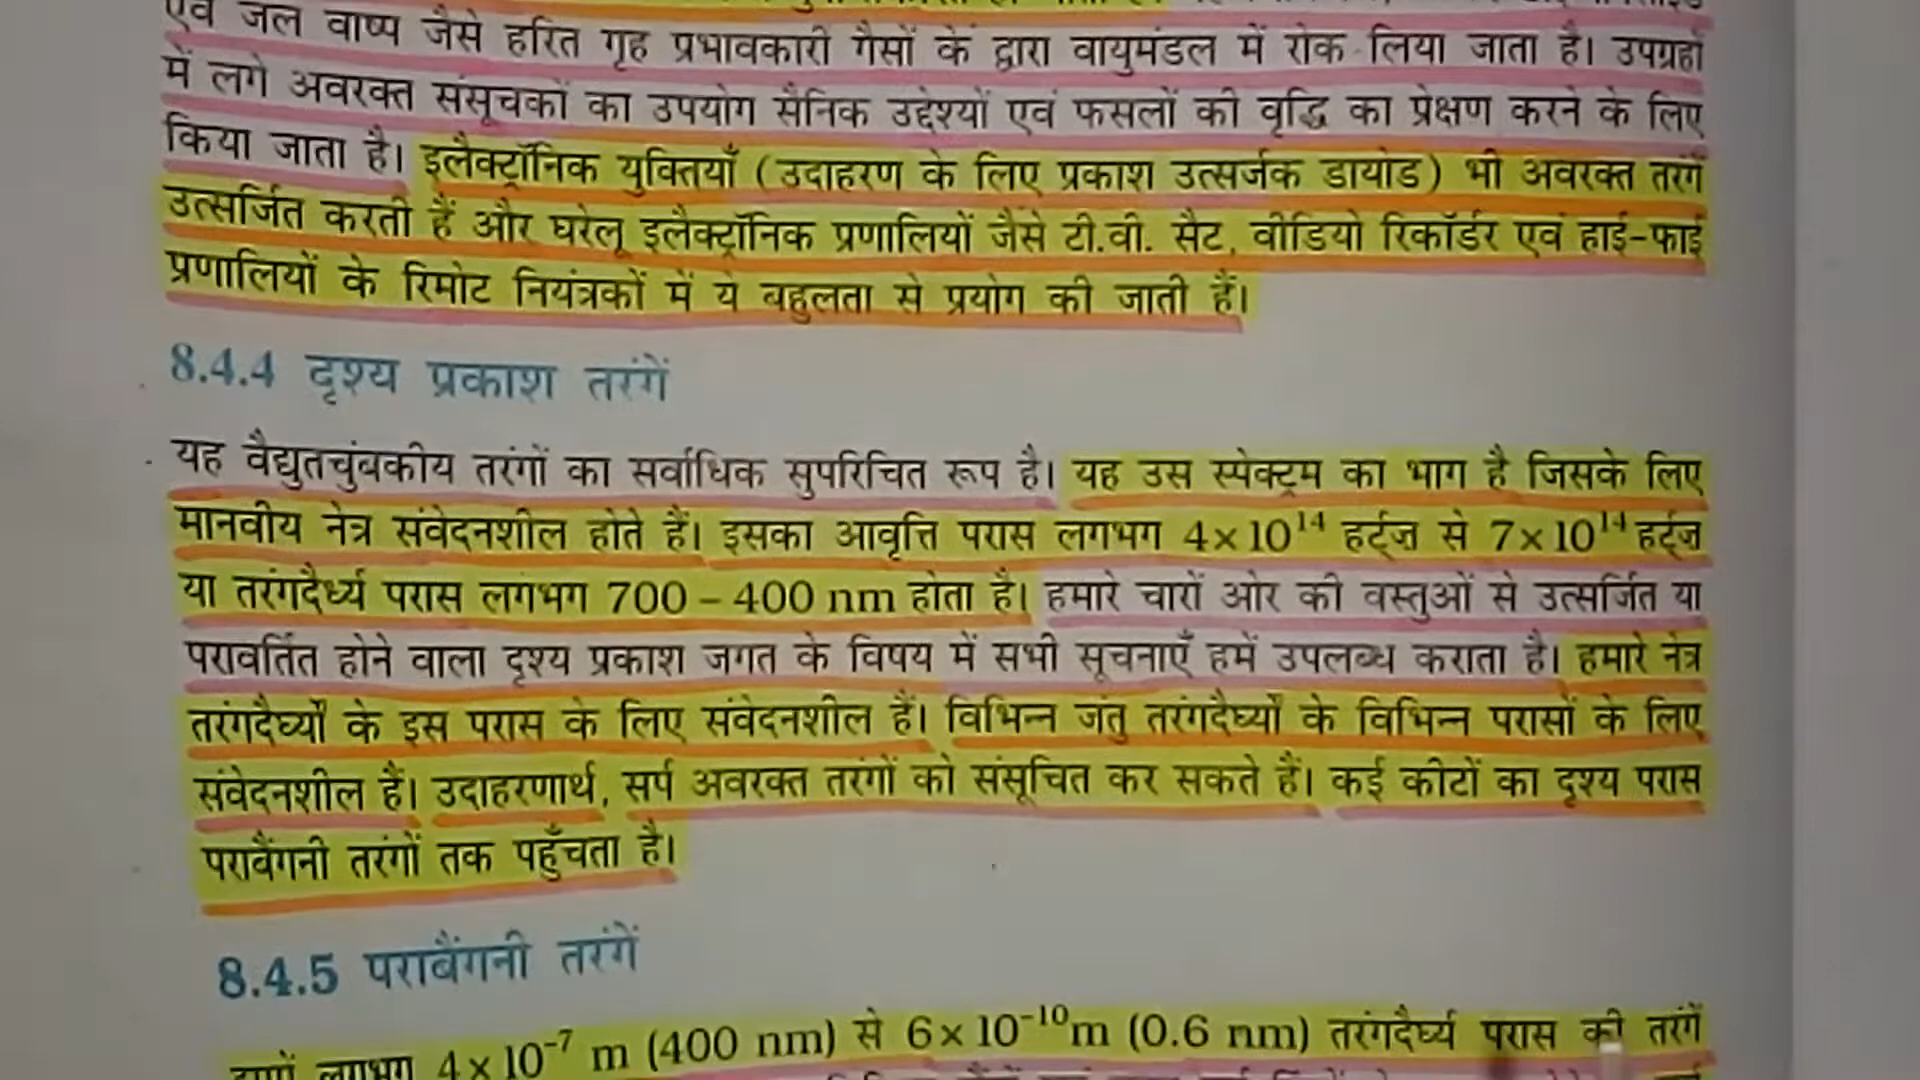 एवं जल वाष्प जैसे हरित गृह प्रभावकारी गैसों के द्वारा वायुमंडल में रोक लिया जाता है। उपग्रहों
में लगे अवरक्त संसूचकों का उपयोग सैनिक उद्देश्यों एवं फसलों की वृद्धि का प्रेक्षण करने के लिए
किया जाता है। इलैक्ट्रॉनिक युक्तियाँ (उदाहरण के लिए प्रकाश उत्सर्जक डायोड) भी अवरक्त तरंगें
उत्सर्जित करती हैं और घरेलू इलैक्ट्रॉनिक प्रणालियों जैसे टी.वी. सैट, वीडियो रिकॉर्डर एवं हाई-फाई
प्रणालियों के रिमोट नियंत्रकों में ये बहुलता से प्रयोग की जाती हैं।
8.4.4 दृश्य प्रकाश तरंगें
यह वैद्युतचुंबकीय तरंगों का सर्वाधिक सुपरिचित रूप है। यह उस स्पेक्ट्रम का भाग है जिसके लिए
मानवीय नेत्र संवेदनशील होते हैं। इसका आवृत्ति परास लगभग 4×10¹⁴ हर्ट्ज़ से 7×10¹⁴ हर्ट्ज़
या तरंगदैर्ध्य परास लगभग 700 – 400 nm होता है। हमारे चारों ओर की वस्तुओं से उत्सर्जित या
परावर्तित होने वाला दृश्य प्रकाश जगत के विषय में सभी सूचनाएँ हमें उपलब्ध कराता है। हमारे नेत्र
तरंगदैर्घ्यों के इस परास के लिए संवेदनशील हैं। विभिन्न जंतु तरंगदैर्घ्यों के विभिन्न परासों के लिए
संवेदनशील हैं। उदाहरणार्थ, सर्प अवरक्त तरंगों को संसूचित कर सकते हैं। कई कीटों का दृश्य परास
पराबैंगनी तरंगों तक पहुँचता है।
8.4.5 पराबैंगनी तरंगें
लगभग 4×10⁻⁷ m (400 nm) से 6×10⁻¹⁰m (0.6 nm) तरंगदैर्घ्य परास की तरंगें